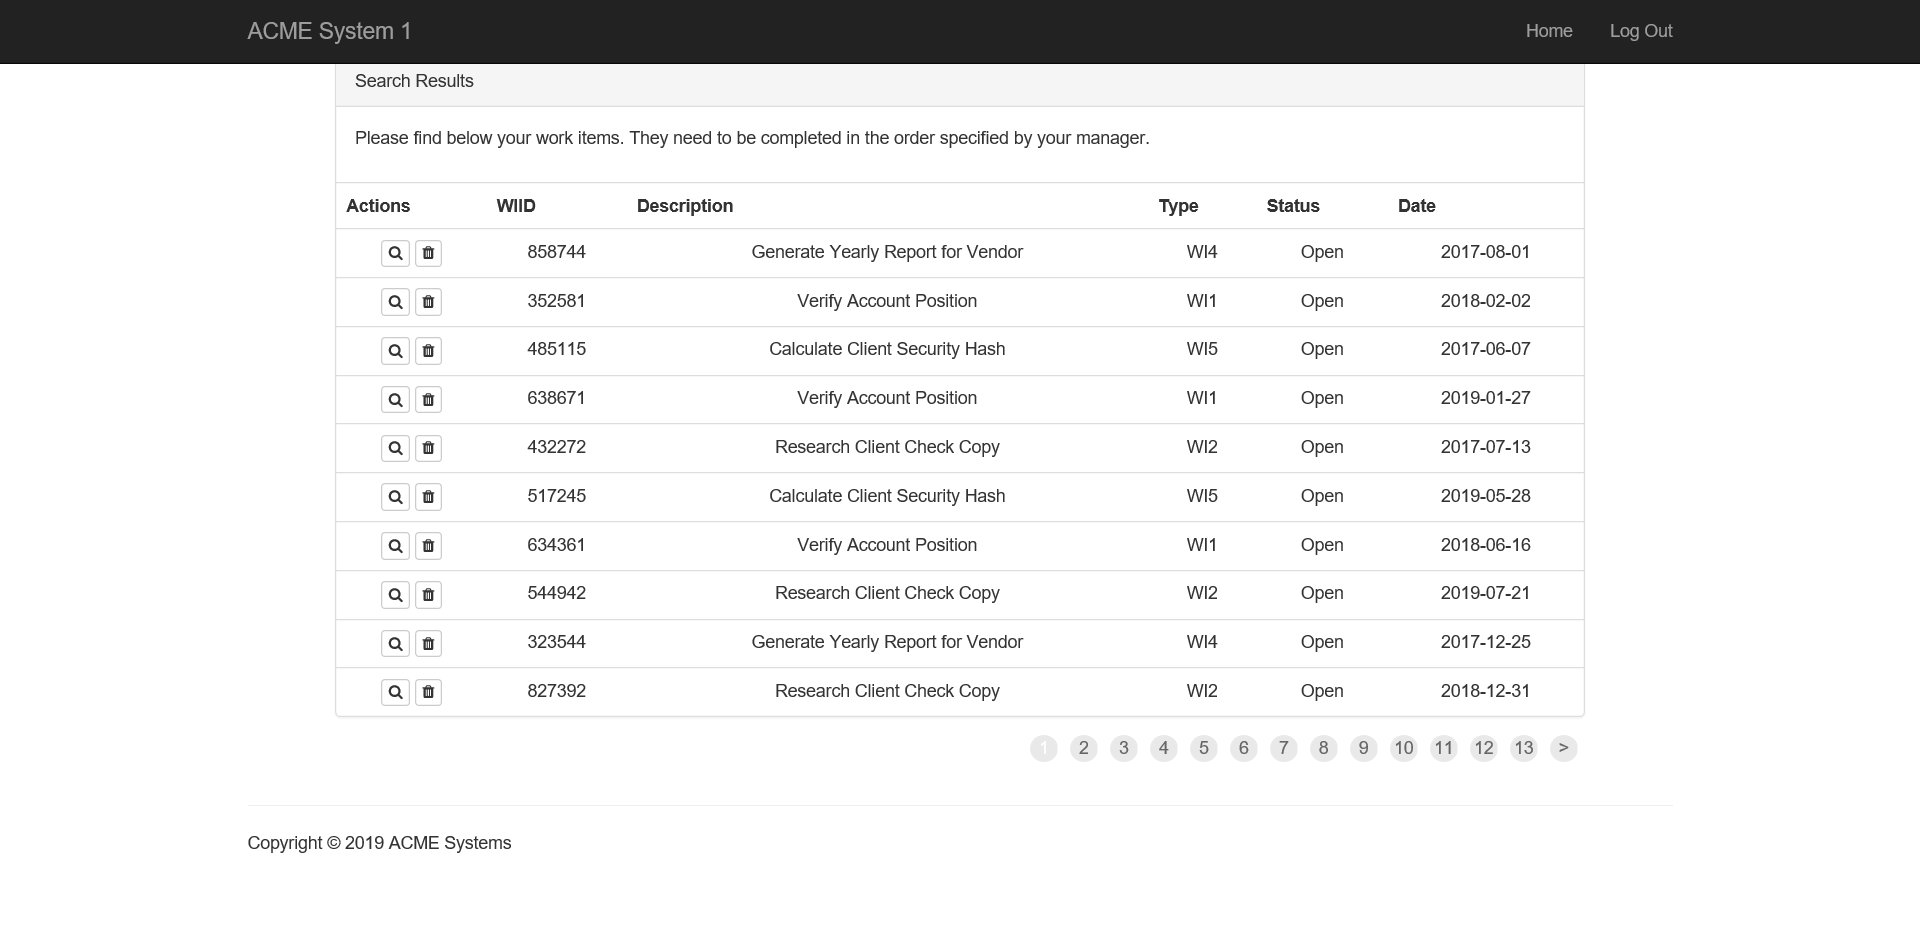 ACME System 1 Home Log Out
Search Results
Please find below your work items. They need to be completed in the order specified by your manager.
Actions WIID Description Type Status Date
858744 Generate Yearly Report for Vendor WI4 Open 2017-08-01
352581 Verify Account Position WI1 Open 2018-02-02
485115 Calculate Client Security Hash WI5 Open 2017-06-07
638671 Verify Account Position WI1 Open 2019-01-27
432272 Research Client Check Copy WI2 Open 2017-07-13
517245 Calculate Client Security Hash WI5 Open 2019-05-28
634361 Verify Account Position WI1 Open 2018-06-16
544942 Research Client Check Copy WI2 Open 2019-07-21
323544 Generate Yearly Report for Vendor WI4 Open 2017-12-25
827392 Research Client Check Copy WI2 Open 2018-12-31
1 2 3 4 5 6 7 8 9 10 11 12 13 >
Copyright © 2019 ACME Systems